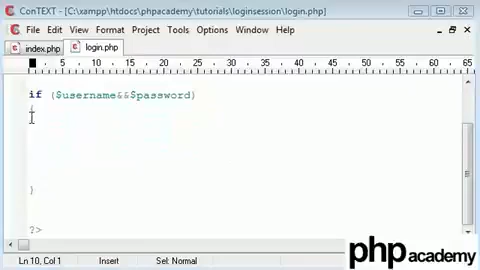 ConTEXT - [C:\xampp\htdocs\phpacademy\tutorials\loginsession\login.php]
File Edit View Format Project Tools Options Window Help
index.php login.php
5 10 15 20 25 30 35 40 45 50 55 60 65
if ($username&&$password)
{
}
?>
Ln 10, Col 1 Insert Sel: Normal
php academy